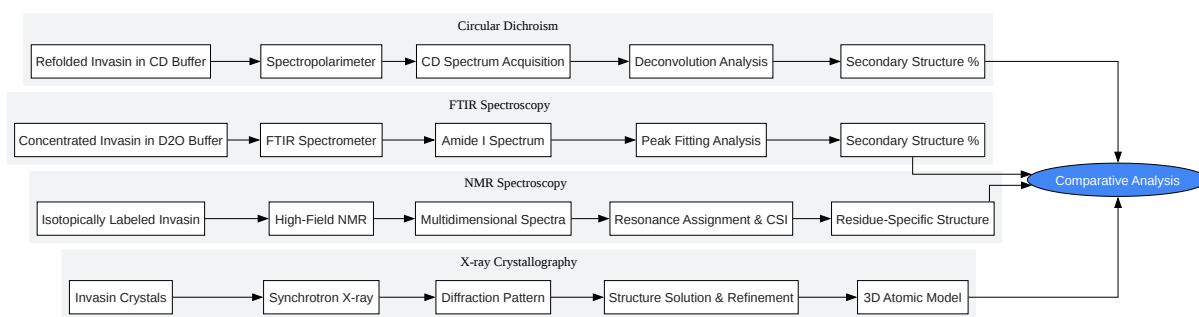 Circular Dichroism
Refolded Invasin in CD Buffer
Spectropolarimeter
CD Spectrum Acquisition
Deconvolution Analysis
Secondary Structure %
FTIR Spectroscopy
Concentrated Invasin in D2O Buffer
FTIR Spectrometer
Amide I Spectrum
Peak Fitting Analysis
Secondary Structure %
Comparative Analysis
NMR Spectroscopy
Isotopically Labeled Invasin
High-Field NMR
Multidimensional Spectra
Resonance Assignment & CSI
Residue-Specific Structure
X-ray Crystallography
Invasin Crystals
Synchrotron X-ray
Diffraction Pattern
Structure Solution & Refinement
3D Atomic Model